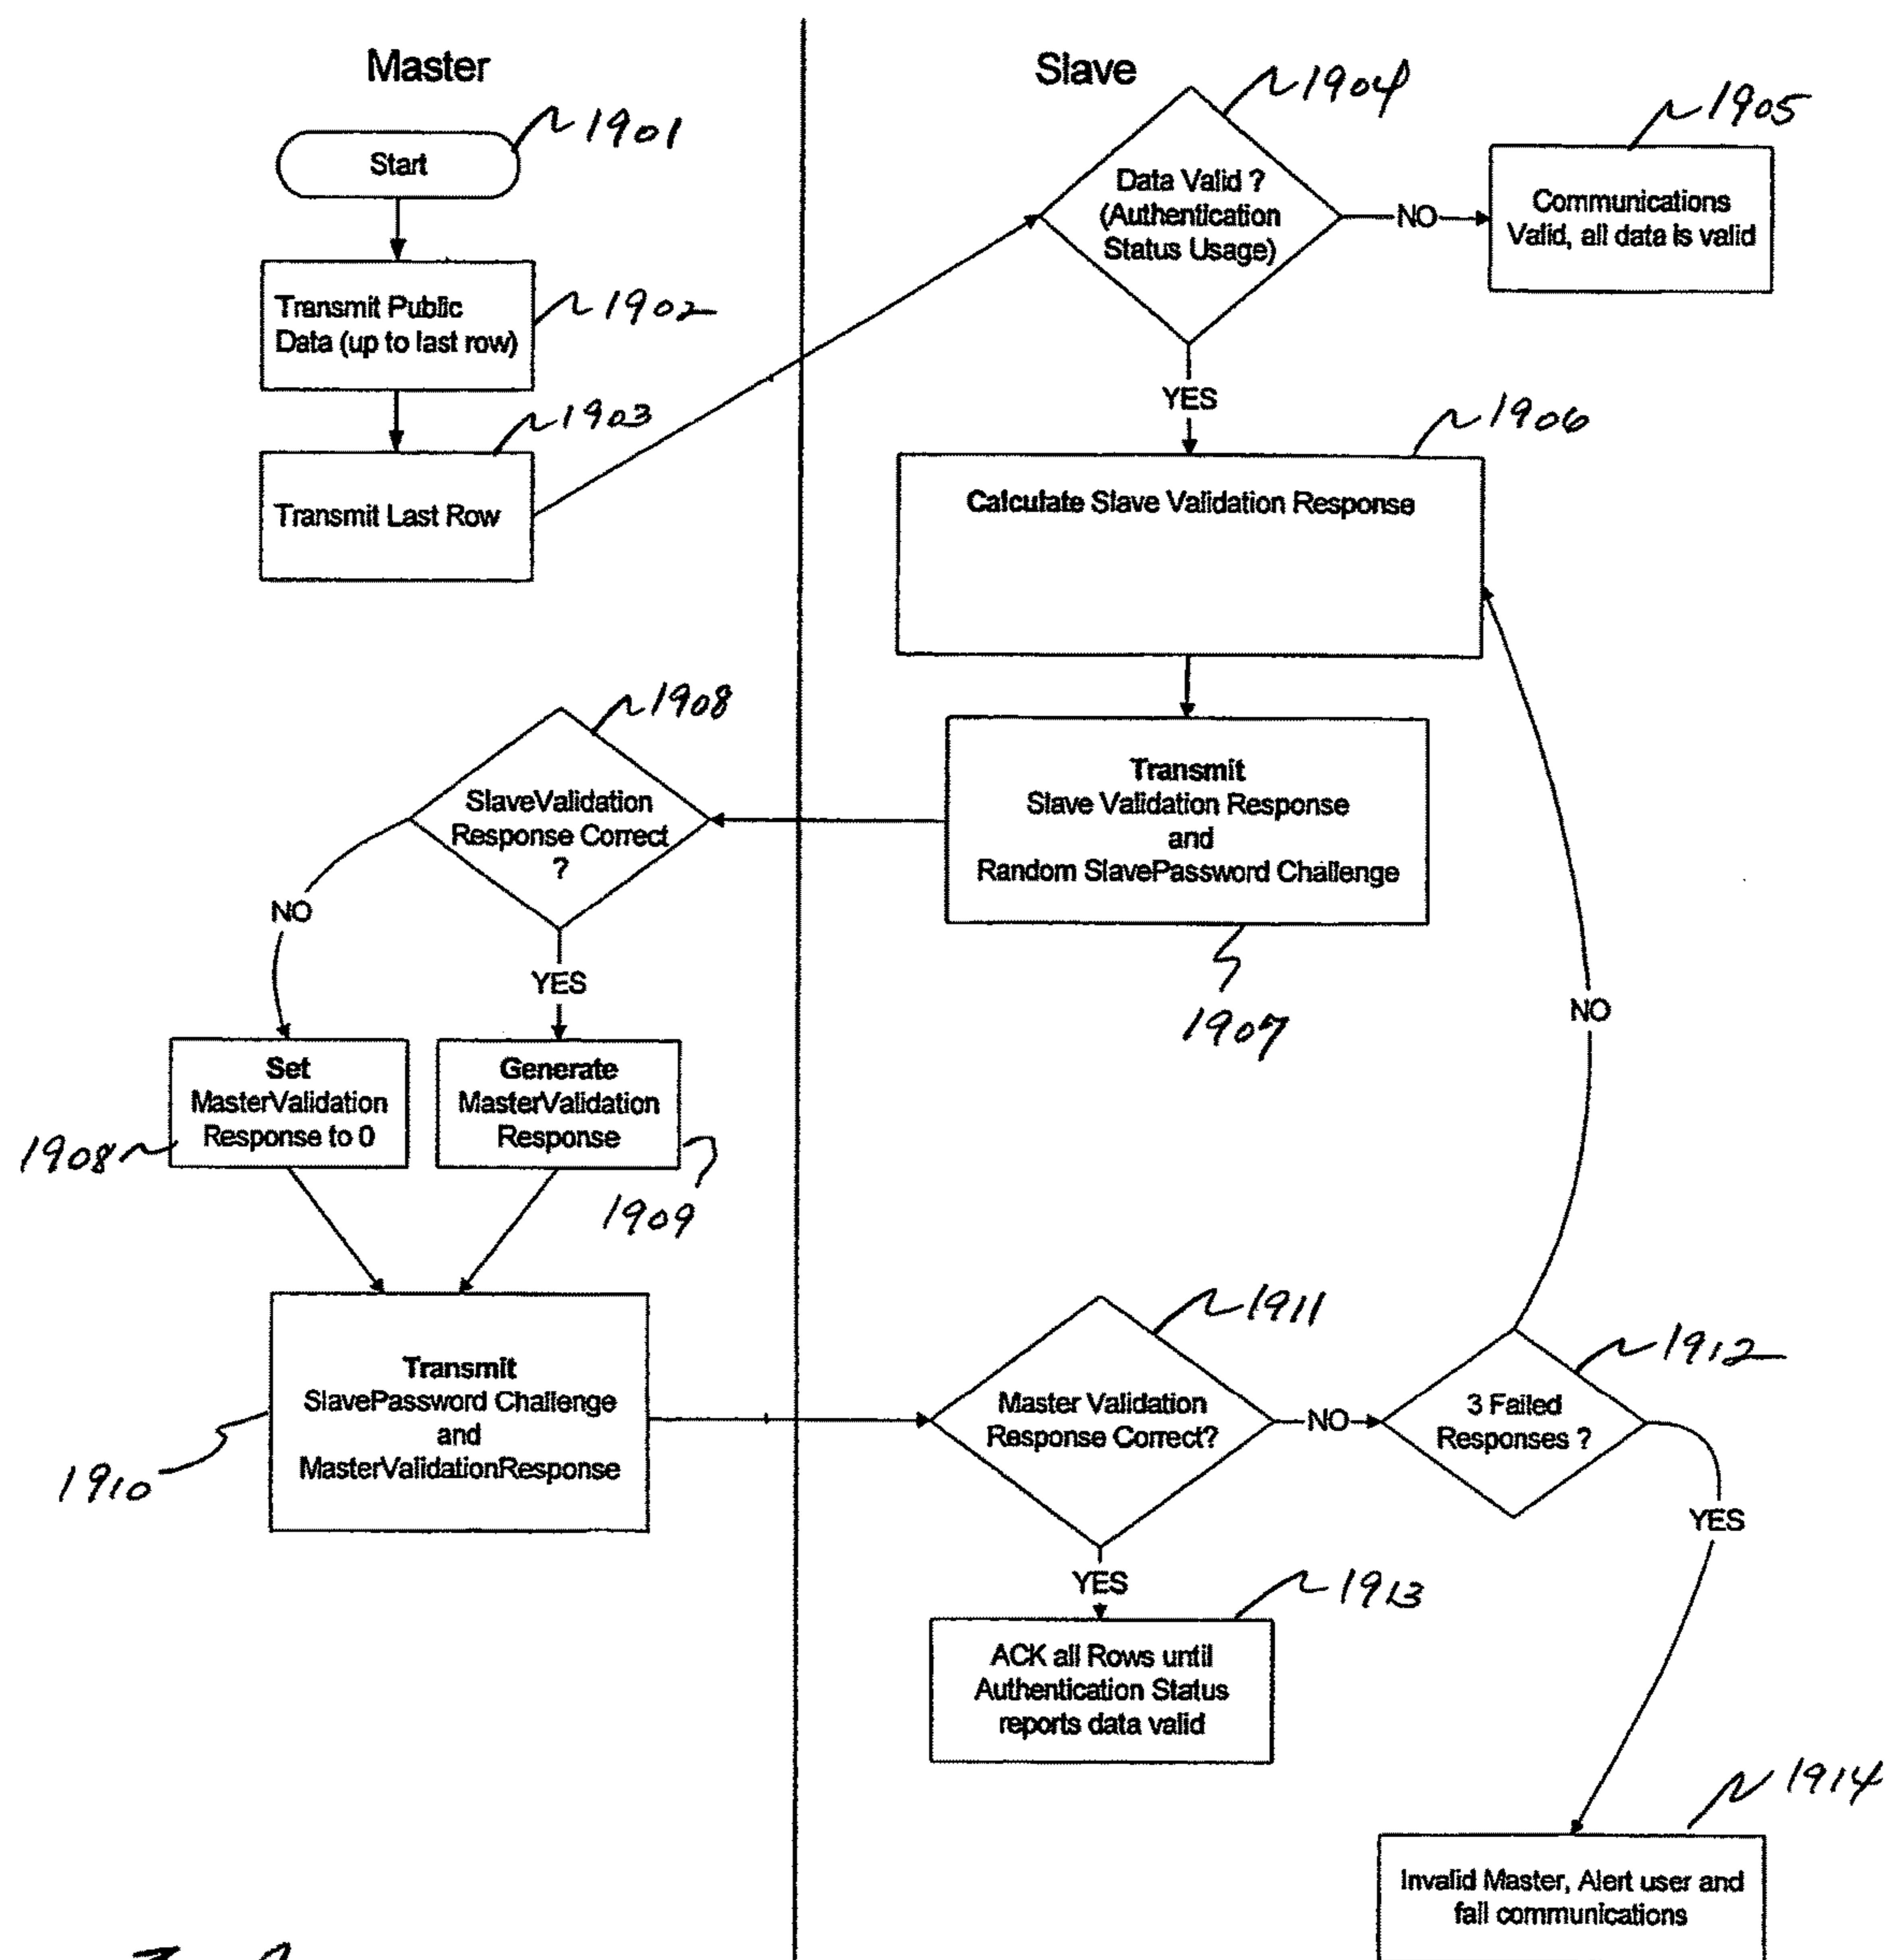 Master
Slave
1901
Start
1902
Transmit Public
Data (up to last row)
1903
Transmit Last Row
1904
Data Valid ?
(Authentication
Status Usage)
NO
1905
Communications
Valid, all data is valid
YES
1906
Calculate Slave Validation Response
Transmit
Slave Validation Response
and
Random SlavePassword Challenge
1907
1908
SlaveValidation
Response Correct
?
NO
YES
Set
MasterValidation
Response to 0
1908
Generate
MasterValidation
Response
1909
Transmit
SlavePassword Challenge
and
MasterValidationResponse
1910
1911
Master Validation
Response Correct?
NO
1912
3 Failed
Responses ?
NO
YES
YES
1913
ACK all Rows until
Authentication Status
reports data valid
1914
Invalid Master, Alert user and
fail communications